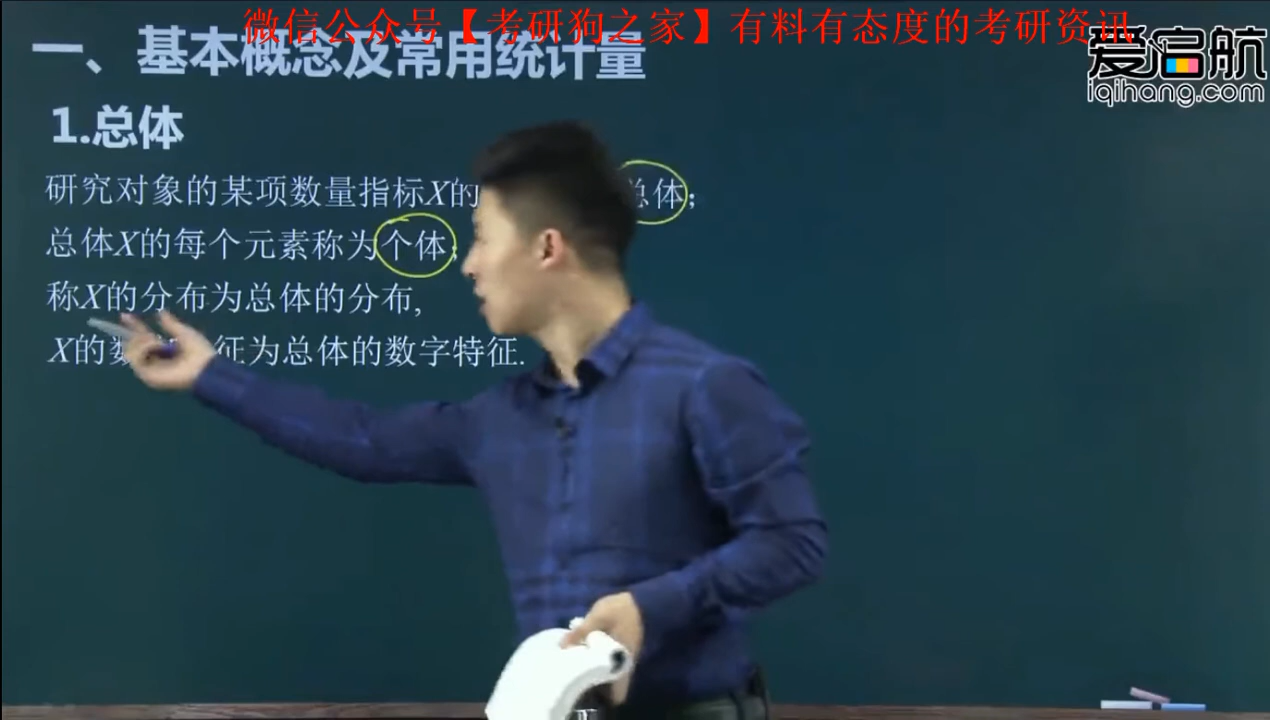 微信公众号【考研狗之家】有料有态度的考研资讯
一、基本概念及常用统计量
爱启航
iqihang.com
1.总体
研究对象的某项数量指标X的 总体；
总体X的每个元素称为个体；
称X的分布为总体的分布,
X的数 征为总体的数字特征.